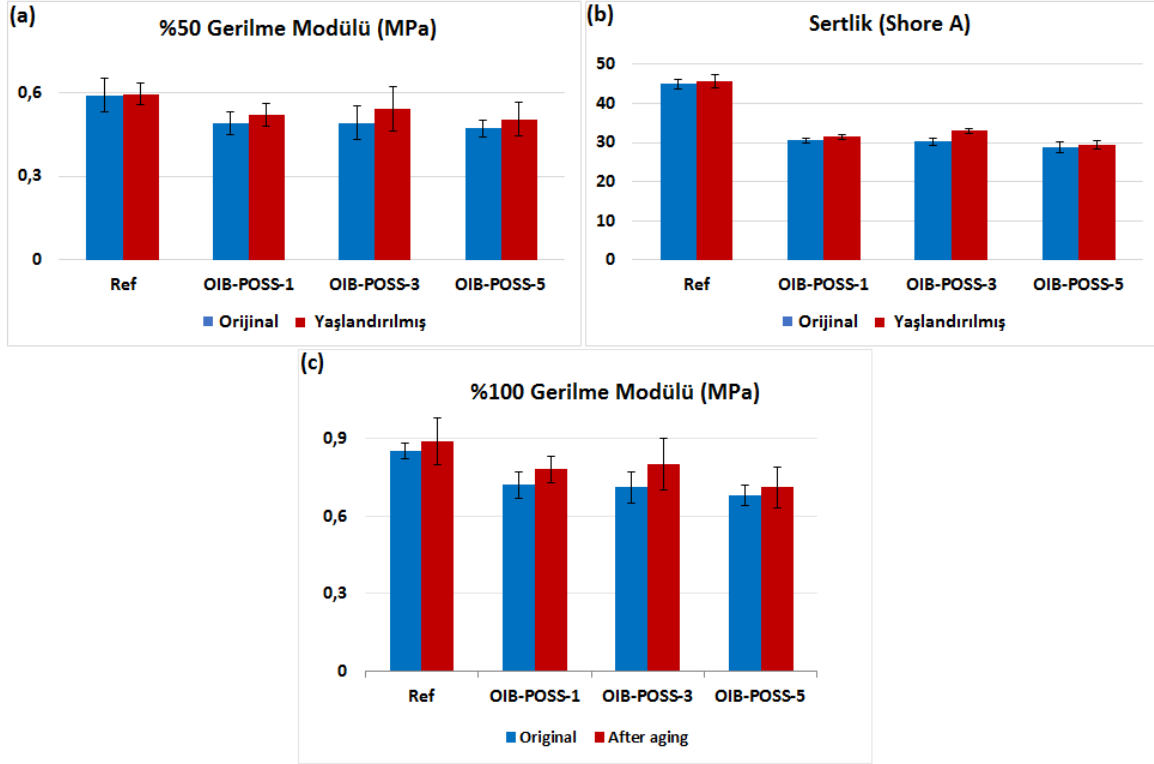 (a)
%50 Gerilme Modülü (MPa)
0,6
0,3
0
Ref OIB-POSS-1 OIB-POSS-3 OIB-POSS-5
Orijinal Yaşlandırılmış
(b)
Sertlik (Shore A)
50
40
30
20
10
0
Ref OIB-POSS-1 OIB-POSS-3 OIB-POSS-5
Orijinal Yaşlandırılmış
(c)
%100 Gerilme Modülü (MPa)
0,9
0,6
0,3
0
Ref OIB-POSS-1 OIB-POSS-3 OIB-POSS-5
Original After aging